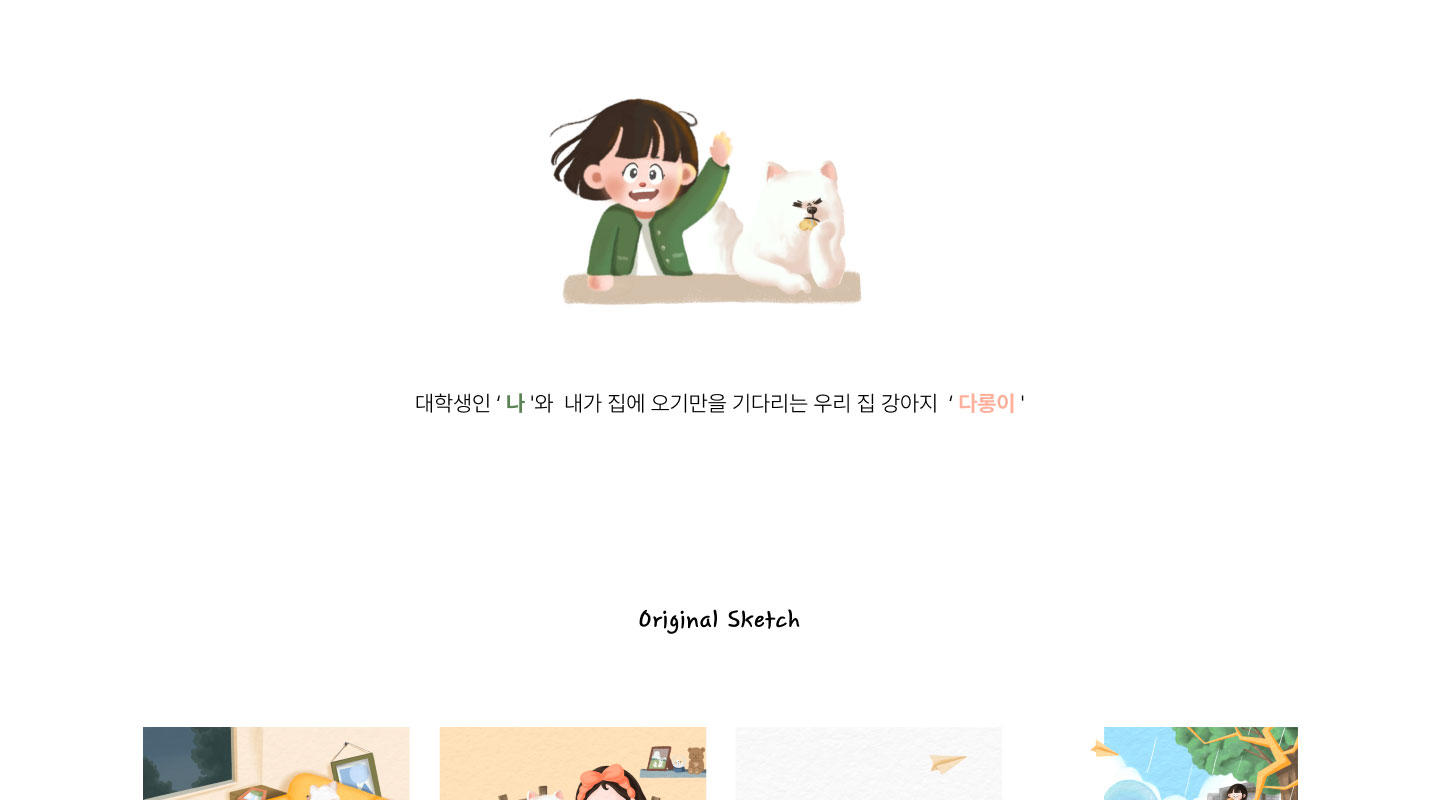 대학생인 ‘ 나 '와 내가 집에 오기만을 기다리는 우리 집 강아지 ‘ 다롱이 '
Original Sketch